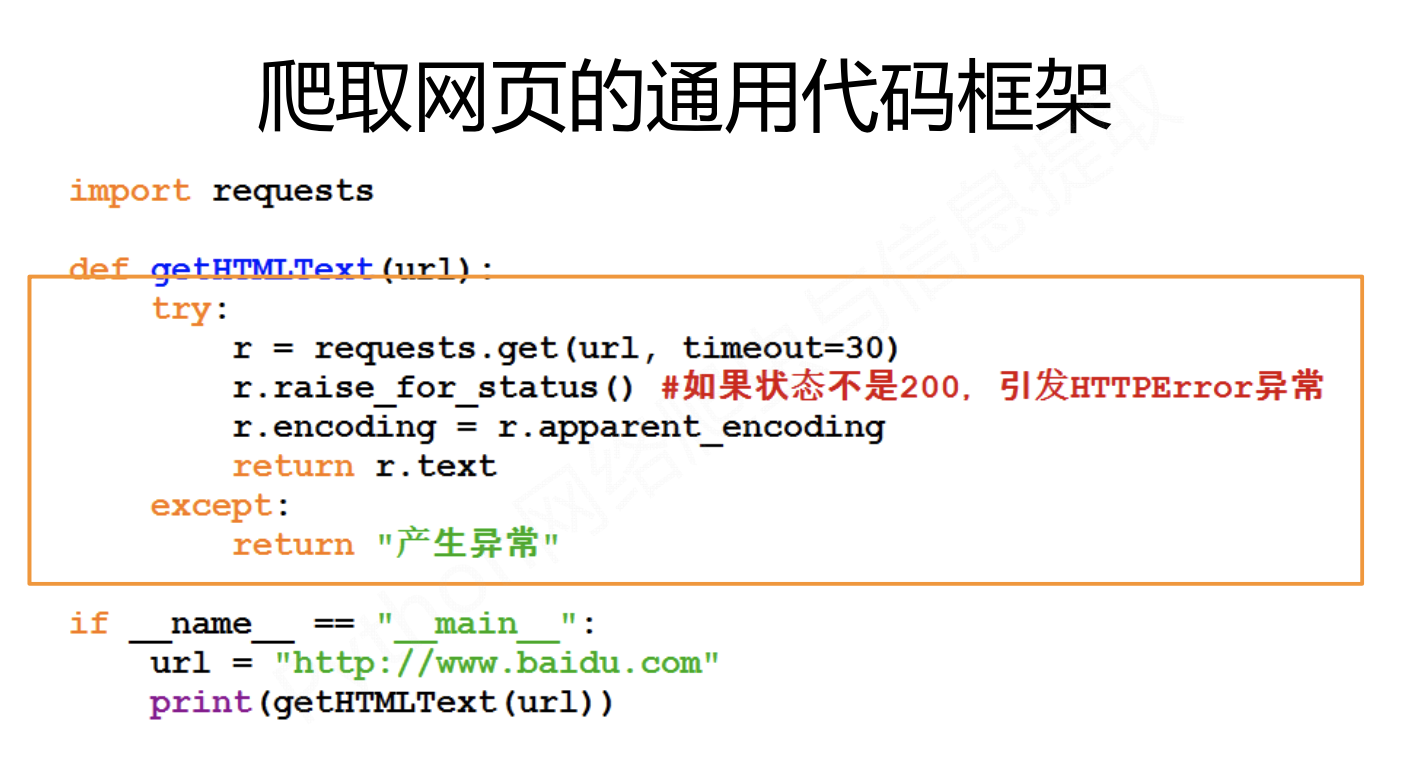 爬取网页的通用代码框架
import requests
def getHTMLText(url):
    try:
        r = requests.get(url, timeout=30)
        r.raise_for_status() #如果状态不是200，引发HTTPError异常
        r.encoding = r.apparent_encoding
        return r.text
    except:
        return "产生异常"
if __name__ == "__main__":
    url = "http://www.baidu.com"
    print(getHTMLText(url))